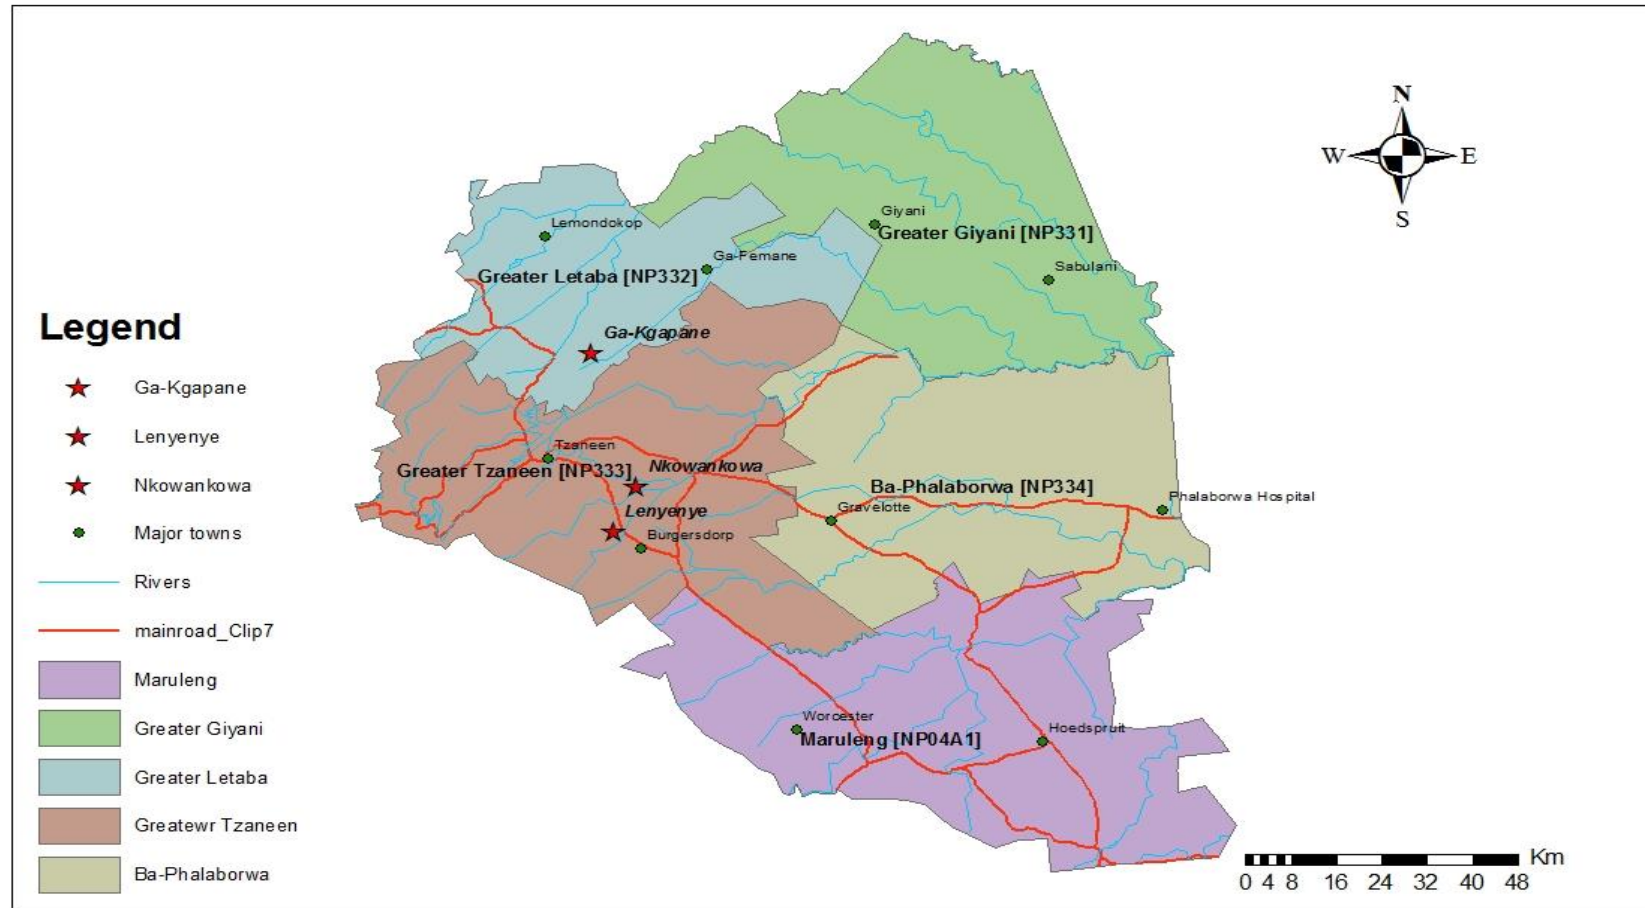 N
W
E
S
Giyani
Greater Giyani [NP331]
Sabulani
Lemondokop
Ga-Femane
Greater Letaba [NP332]
Ga-Kgapane
Tzaneen
Greater Tzaneen [NP333]
Nkowankowa
Lenyenye
Burgersdorp
Ba-Phalaborwa [NP334]
Gravelotte
Phalaborwa Hospital
Worcester
Maruleng [NP04A1]
Hoedspruit
Legend
Ga-Kgapane
Lenyenye
Nkowankowa
Major towns
Rivers
mainroad_Clip7
Maruleng
Greater Giyani
Greater Letaba
Greatewr Tzaneen
Ba-Phalaborwa
Km
0 4 8 16 24 32 40 48